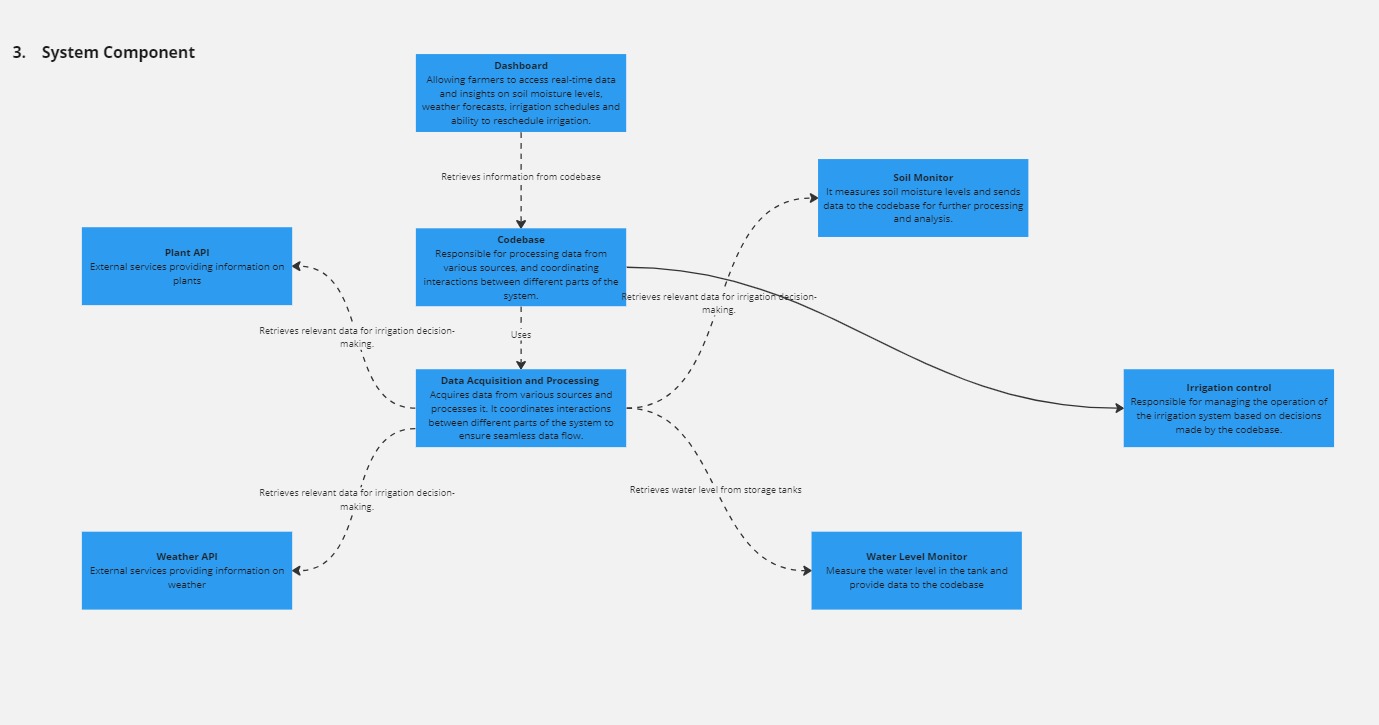 3. System Component
Dashboard
Allowing farmers to access real-time data
and insights on soil moisture levels,
weather forecasts, irrigation schedules and
ability to reschedule irrigation.
Retrieves information from codebase
Soil Monitor
It measures soil moisture levels and sends
data to the codebase for further processing
and analysis.
Plant API
External services providing information on
plants
Codebase
Responsible for processing data from
various sources, and coordinating
interactions between different parts of the
system.
Retrieves relevant data for irrigation decision-
making.
Retrieves relevant data for irrigation decision-
making.
Uses
Data Acquisition and Processing
Acquires data from various sources and
processes it. It coordinates interactions
between different parts of the system to
ensure seamless data flow.
Irrigation control
Responsible for managing the operation of
the irrigation system based on decisions
made by the codebase.
Retrieves relevant data for irrigation decision-
making.
Retrieves water level from storage tanks
Weather API
External services providing information on
weather
Water Level Monitor
Measure the water level in the tank and
provide data to the codebase